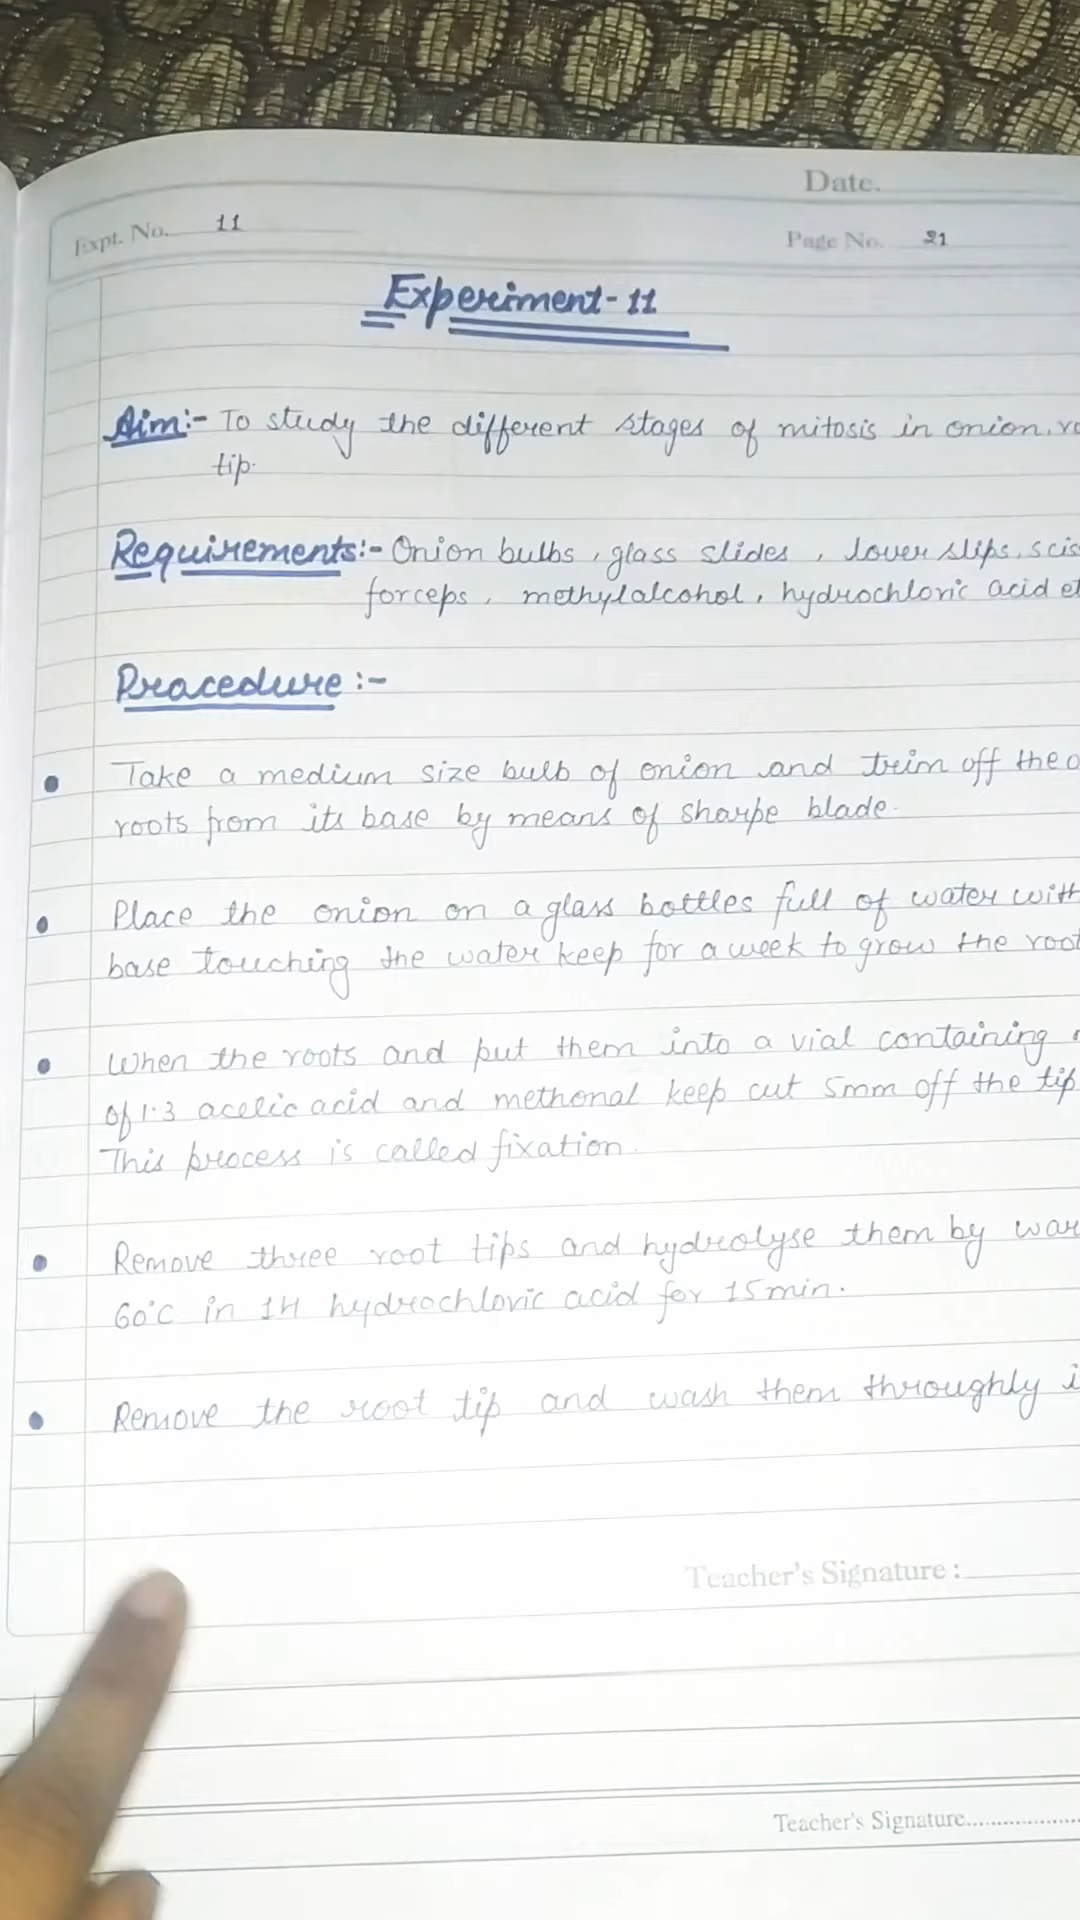 Date.
Expt. No. 11
Page No. 21
Experiment-11
Aim:- To study the different stages of mitosis in onion
tip.
Requirements:- Onion bulbs, glass slides, lover slips,
forceps, methylalcohol, hydrochloric acid
Pracedure:-
Take a medium size bulb of onion and trim off the
roots from its base by means of sharpe blade.
Place the onion on a glass bottles full of water with
base touching the water keep for a week to grow the
When the roots and put them into a vial containing
of 1:3 acelic acid and methonal keep cut 5mm off the tip
This process is called fixation.
Remove three root tips and hydrolyse them by
60°C in 1H hydrochloric acid for 15min.
Remove the root tip and wash them throughly
Teacher's Signature:
Teacher's Signature